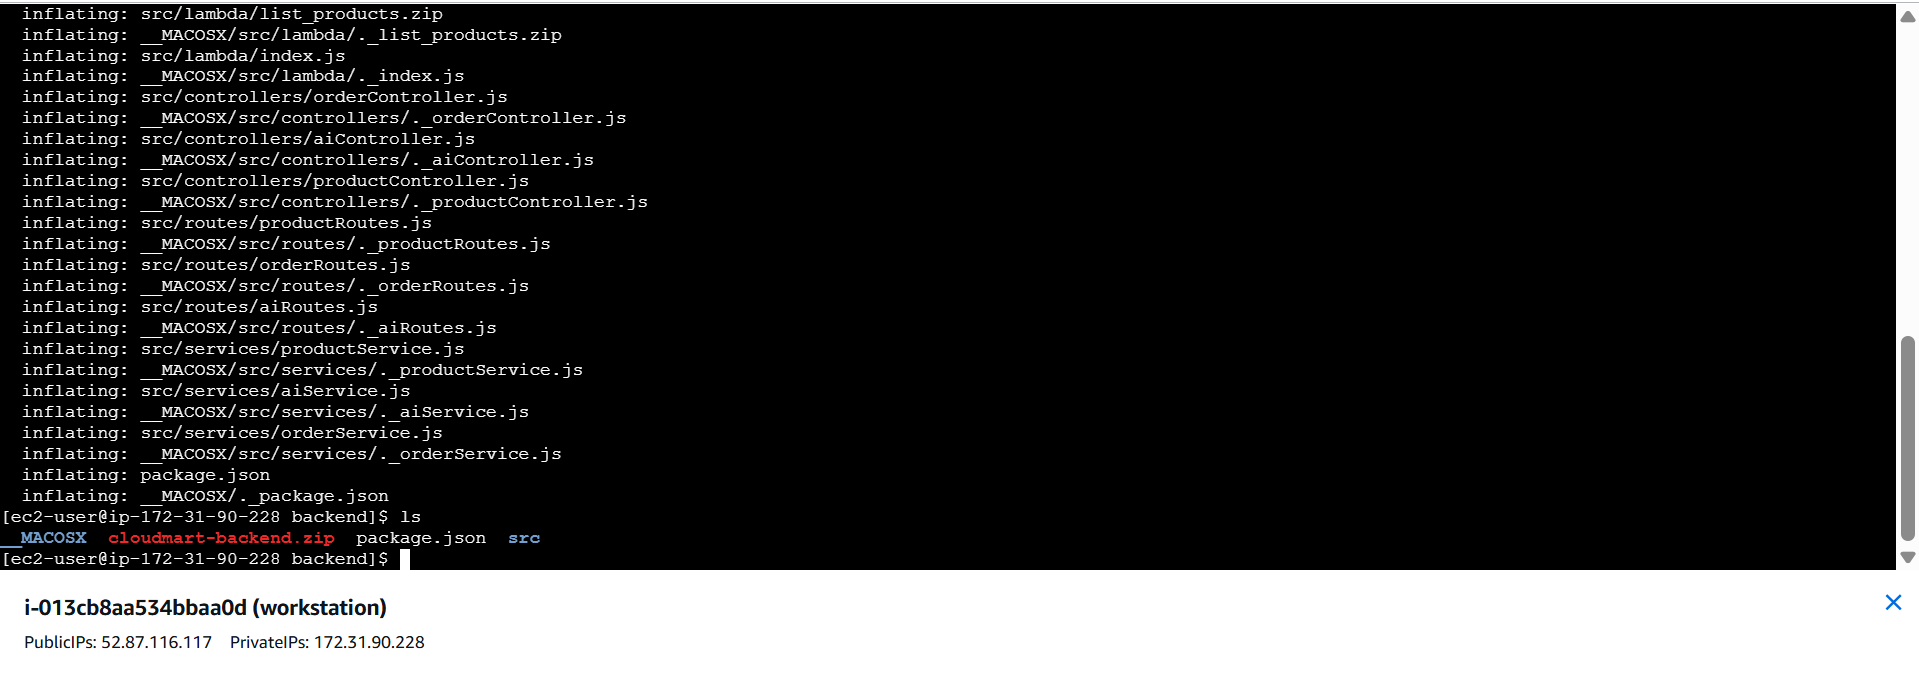 inflating: src/lambda/list_products.zip
inflating: __MACOSX/src/lambda/._list_products.zip
inflating: src/lambda/index.js
inflating: __MACOSX/src/lambda/._index.js
inflating: src/controllers/orderController.js
inflating: __MACOSX/src/controllers/._orderController.js
inflating: src/controllers/aiController.js
inflating: __MACOSX/src/controllers/._aiController.js
inflating: src/controllers/productController.js
inflating: __MACOSX/src/controllers/._productController.js
inflating: src/routes/productRoutes.js
inflating: __MACOSX/src/routes/._productRoutes.js
inflating: src/routes/orderRoutes.js
inflating: __MACOSX/src/routes/._orderRoutes.js
inflating: src/routes/aiRoutes.js
inflating: __MACOSX/src/routes/._aiRoutes.js
inflating: src/services/productService.js
inflating: __MACOSX/src/services/._productService.js
inflating: src/services/aiService.js
inflating: __MACOSX/src/services/._aiService.js
inflating: src/services/orderService.js
inflating: __MACOSX/src/services/._orderService.js
inflating: package.json
inflating: __MACOSX/._package.json
[ec2-user@ip-172-31-90-228 backend]$ ls
__MACOSX  cloudmart-backend.zip  package.json  src
[ec2-user@ip-172-31-90-228 backend]$
i-013cb8aa534bbaa0d (workstation)
PublicIPs: 52.87.116.117 PrivateIPs: 172.31.90.228